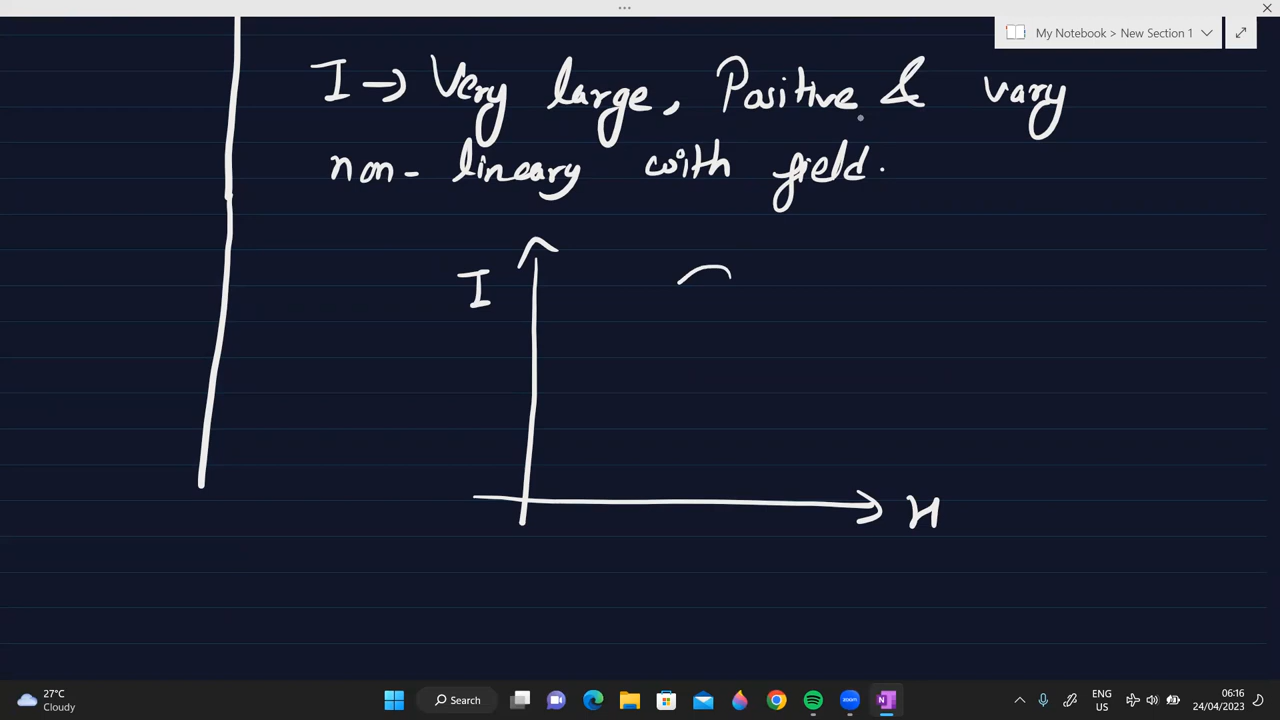 My Notebook > New Section 1
I → Very large, Positive & vary
non-lineary with field.
I
H
27°C
Cloudy
Search
zoom
ENG
US
06:16
24/04/2023